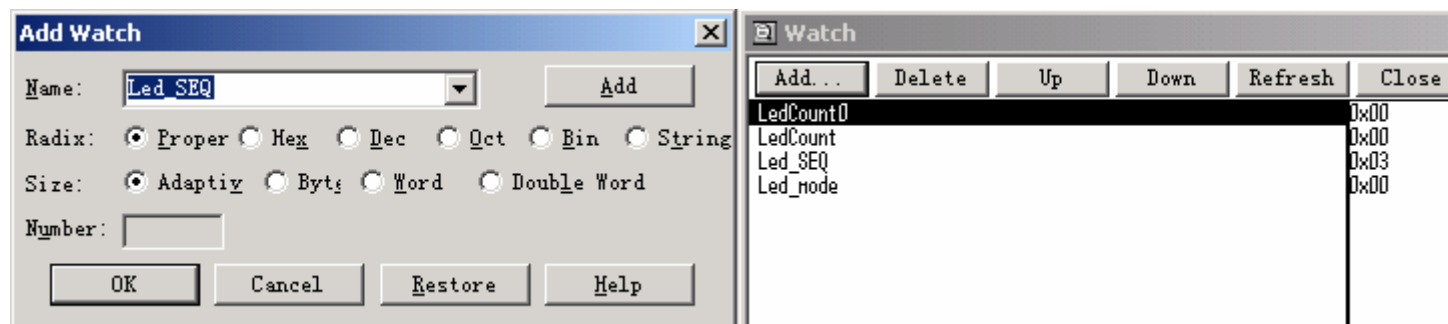 Add Watch
Name: Led_SEQ Add
Radix: Proper Hex Dec Oct Bin String
Size: Adaptiv Byte Word Double Word
Number:
OK Cancel Restore Help
Watch
Add... Delete Up Down Refresh Close
LedCount0 0x00
LedCount 0x00
Led_SEQ 0x03
Led_mode 0x00